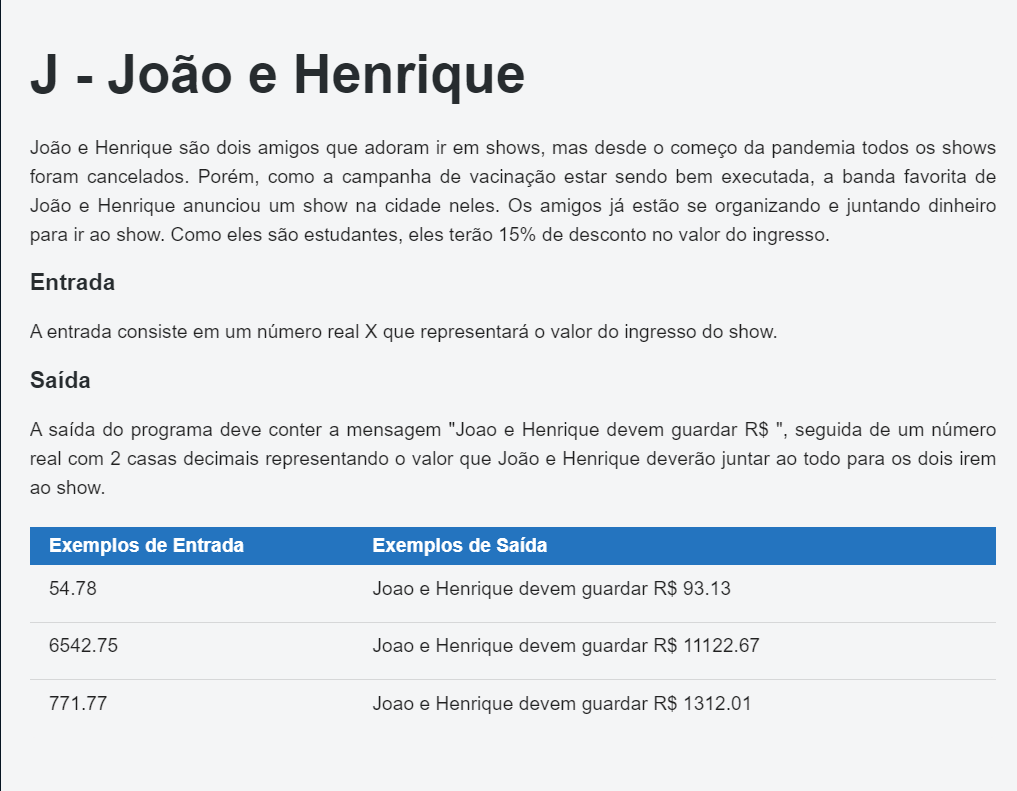 J - João e Henrique
João e Henrique são dois amigos que adoram ir em shows, mas desde o começo da pandemia todos os shows
foram cancelados. Porém, como a campanha de vacinação estar sendo bem executada, a banda favorita de
João e Henrique anunciou um show na cidade neles. Os amigos já estão se organizando e juntando dinheiro
para ir ao show. Como eles são estudantes, eles terão 15% de desconto no valor do ingresso.
Entrada
A entrada consiste em um número real X que representará o valor do ingresso do show.
Saída
A saída do programa deve conter a mensagem "Joao e Henrique devem guardar R$ ", seguida de um número
real com 2 casas decimais representando o valor que João e Henrique deverão juntar ao todo para os dois irem
ao show.
Exemplos de Entrada Exemplos de Saída
54.78 Joao e Henrique devem guardar R$ 93.13
6542.75 Joao e Henrique devem guardar R$ 11122.67
771.77 Joao e Henrique devem guardar R$ 1312.01